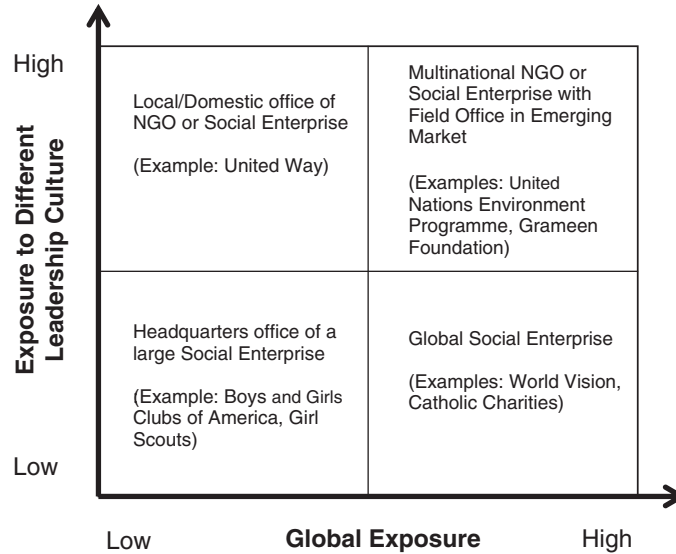 High
Exposure to Different
Leadership Culture
Low
Local/Domestic office of
NGO or Social Enterprise
(Example: United Way)
Multinational NGO or
Social Enterprise with
Field Office in Emerging
Market
(Examples: United
Nations Environment
Programme, Grameen
Foundation)
Headquarters office of a
large Social Enterprise
(Example: Boys and Girls
Clubs of America, Girl
Scouts)
Global Social Enterprise
(Examples: World Vision,
Catholic Charities)
Low
Global Exposure
High